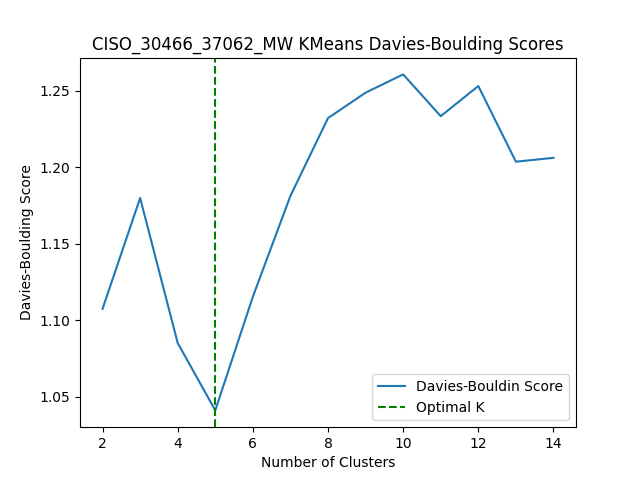 CISO_30466_37062_MW KMeans Davies-Boulding Scores
Davies-Boulding Score
1.25
1.20
1.15
1.10
1.05
2 4 6 8 10 12 14
Number of Clusters
Davies-Bouldin Score
Optimal K